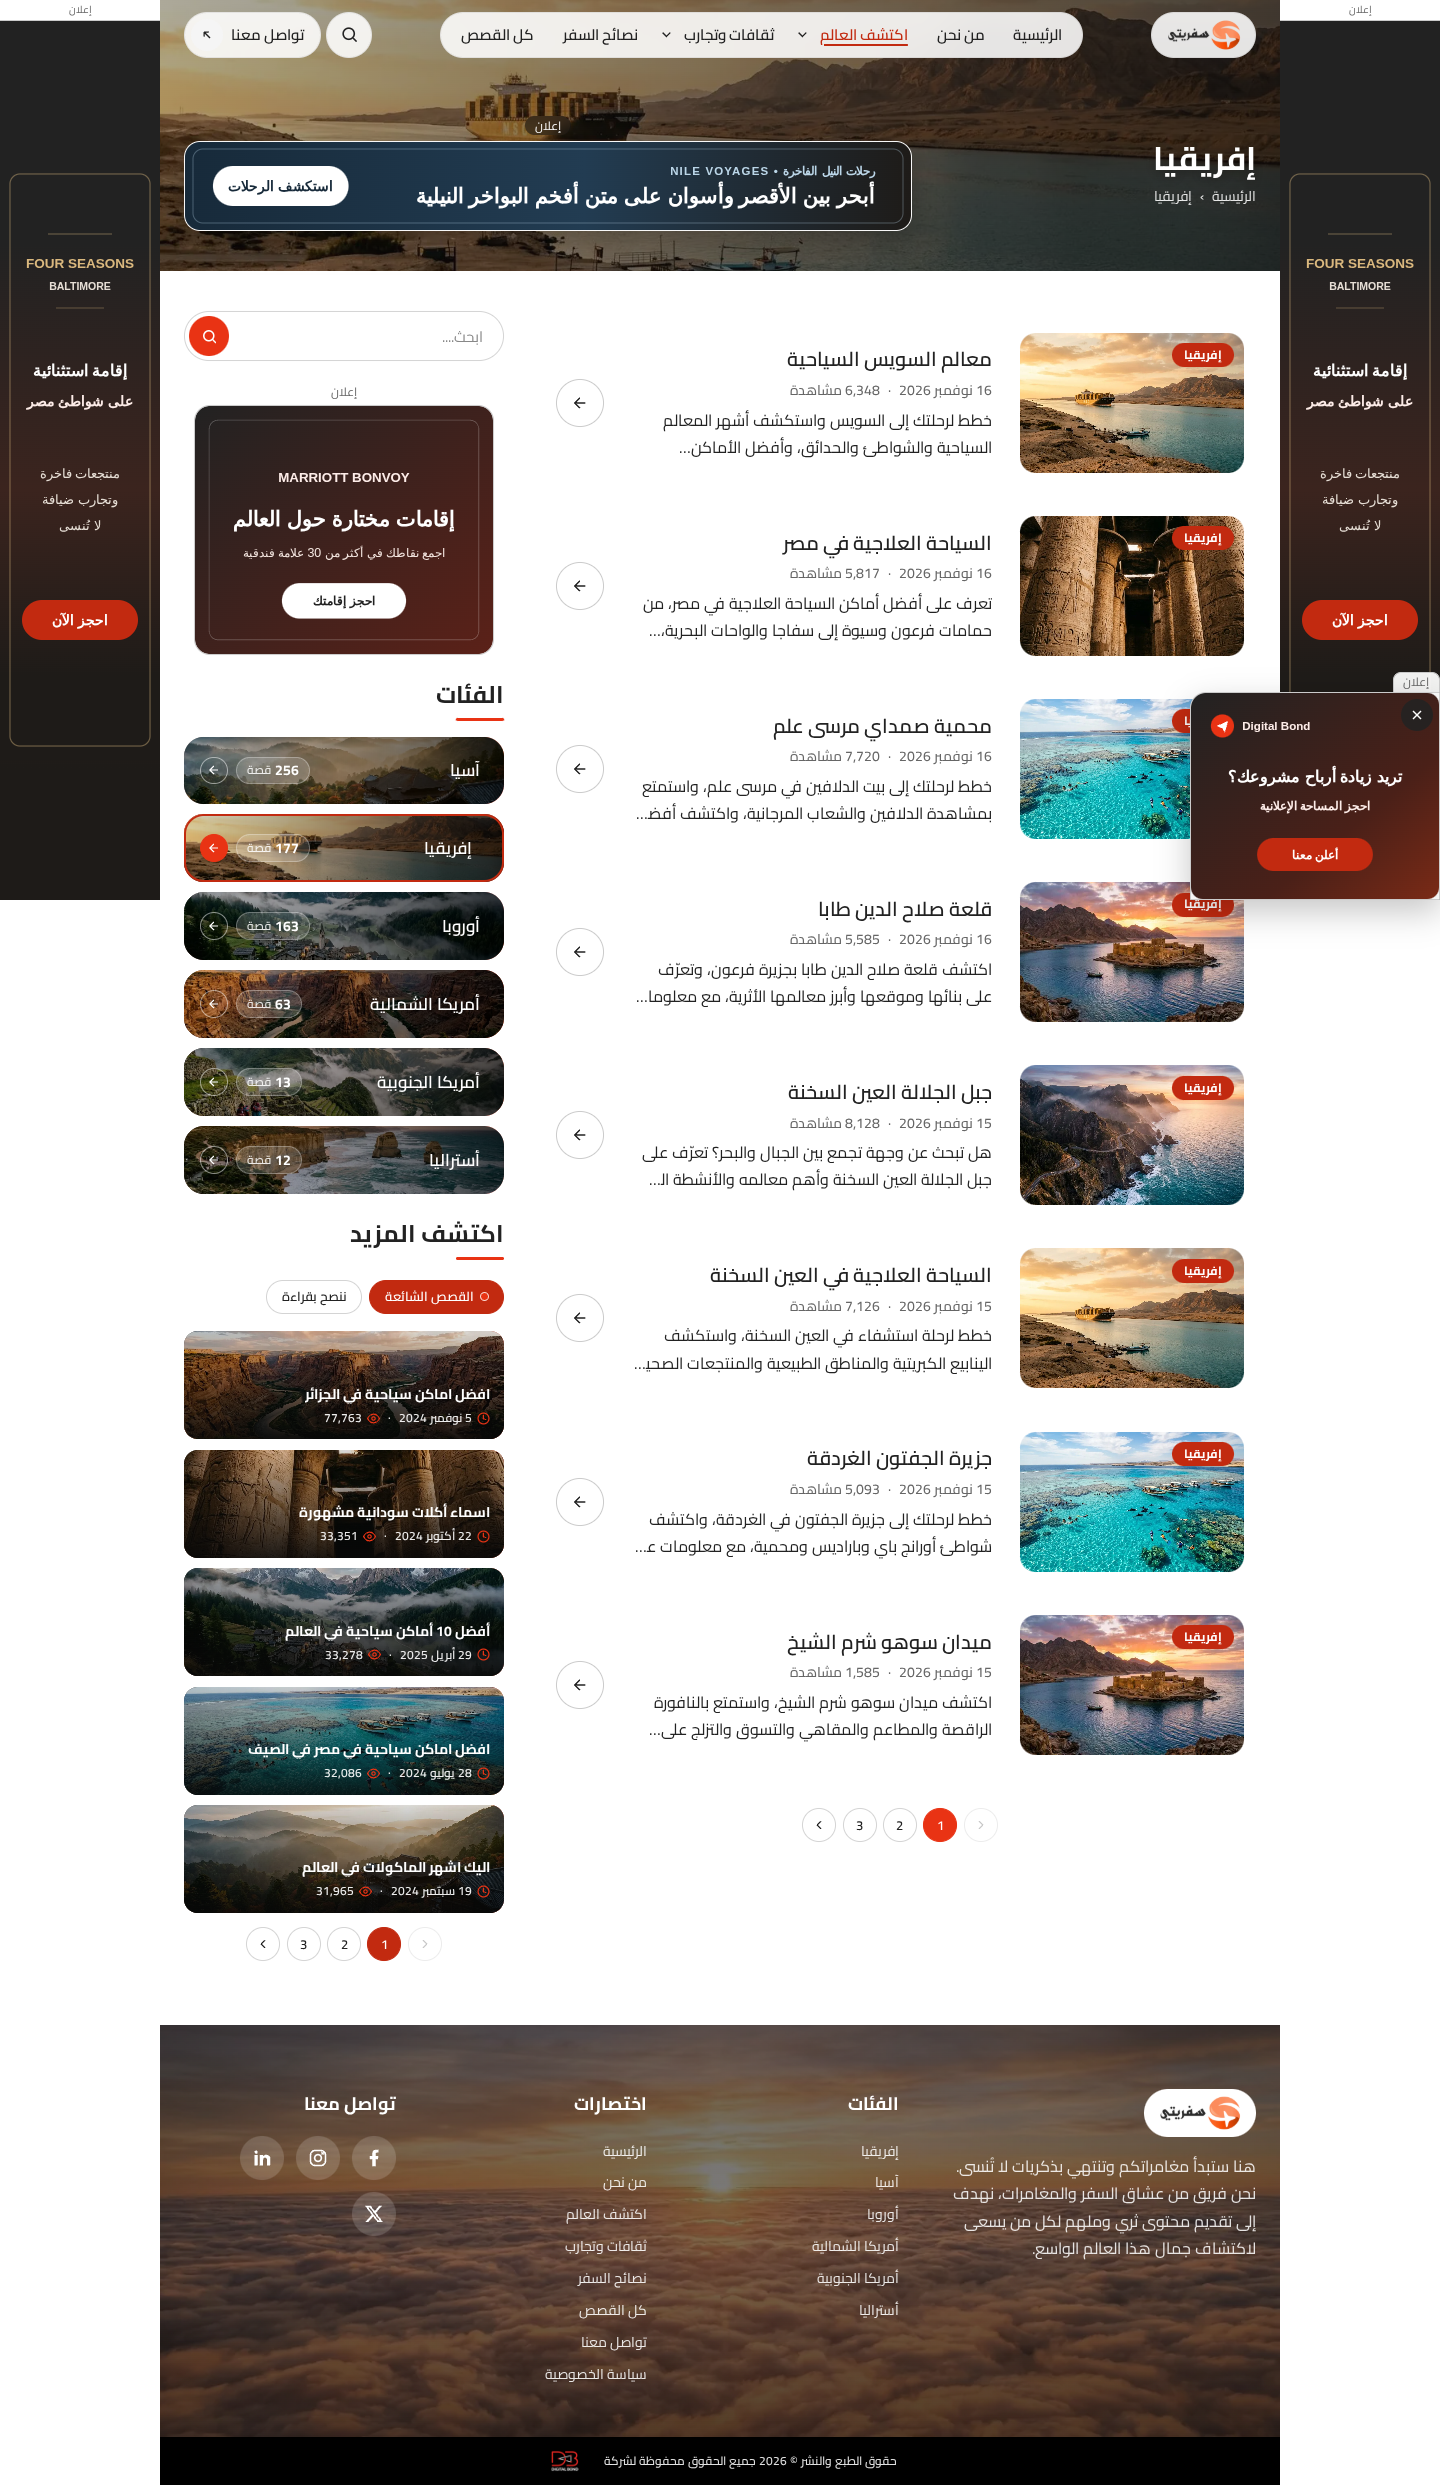 إعلان
إعلان
سفريتي
الرئيسية
من نحن
اكتشف العالم
ثقافات وتجارب
نصائح السفر
كل القصص
تواصل معنا
إفريقيا
الرئيسية › إفريقيا
إعلان
رحلات النيل الفاخرة • NILE VOYAGES
أبحر بين الأقصر وأسوان على متن أفخم البواخر النيلية
استكشف الرحلات
FOUR SEASONS
BALTIMORE
إقامة استثنائية
على شواطئ مصر
منتجعات فاخرة
وتجارب ضيافة
لا تُنسى
احجز الآن
FOUR SEASONS
BALTIMORE
إقامة استثنائية
على شواطئ مصر
منتجعات فاخرة
وتجارب ضيافة
لا تُنسى
احجز الآن
إعلان
Digital Bond
تريد زيادة أرباح مشروعك؟
احجز المساحة الإعلانية
أعلن معنا
إفريقيا
معالم السويس السياحية
16 نوفمبر 2026 · 6,348 مشاهدة
خطط لرحلتك إلى السويس واستكشف أشهر المعالم
السياحية والشواطئ والحدائق، وأفضل الأماكن...
إفريقيا
السياحة العلاجية في مصر
16 نوفمبر 2026 · 5,817 مشاهدة
تعرف على أفضل أماكن السياحة العلاجية في مصر، من
حمامات فرعون وسيوة إلى سفاجا والواحات البحرية،...
محمية صمداي مرسى علم
16 نوفمبر 2026 · 7,720 مشاهدة
خطط لرحلتك إلى بيت الدلافين في مرسى علم، واستمتع
بمشاهدة الدلافين والشعاب المرجانية، واكتشف أفضـ...
إفريقيا
قلعة صلاح الدين طابا
16 نوفمبر 2026 · 5,585 مشاهدة
اكتشف قلعة صلاح الدين طابا بجزيرة فرعون، وتعرّف
على بنائها وموقعها وأبرز معالمها الأثرية، مع معلوما...
إفريقيا
جبل الجلالة العين السخنة
15 نوفمبر 2026 · 8,128 مشاهدة
هل تبحث عن وجهة تجمع بين الجبال والبحر؟ تعرّف على
جبل الجلالة العين السخنة وأهم معالمه والأنشطة الـ...
إفريقيا
السياحة العلاجية في العين السخنة
15 نوفمبر 2026 · 7,126 مشاهدة
خطط لرحلة استشفاء في العين السخنة، واستكشف
الينابيع الكبريتية والمناطق الطبيعية والمنتجعات الصحيـ...
إفريقيا
جزيرة الجفتون الغردقة
15 نوفمبر 2026 · 5,093 مشاهدة
خطط لرحلتك إلى جزيرة الجفتون في الغردقة، واكتشف
شواطئ أورانج باي وباراديس ومحمية، مع معلومات عـ...
إفريقيا
ميدان سوهو شرم الشيخ
15 نوفمبر 2026 · 1,585 مشاهدة
اكتشف ميدان سوهو شرم الشيخ، واستمتع بالنافورة
الراقصة والمطاعم والمقاهي والتسوق والتزلج على...
1 2 3
ابحث....
إعلان
MARRIOTT BONVOY
إقامات مختارة حول العالم
اجمع نقاطك في أكثر من 30 علامة فندقية
احجز إقامتك
الفئات
آسيا 256 قصة
إفريقيا 177 قصة
أوروبا 163 قصة
أمريكا الشمالية 63 قصة
أمريكا الجنوبية 13 قصة
أستراليا 12 قصة
اكتشف المزيد
القصص الشائعة
ننصح بقراءة
افضل اماكن سياحية في الجزائر
5 نوفمبر 2024 · 77,763
اسماء أكلات سودانية مشهورة
22 أكتوبر 2024 · 33,351
أفضل 10 أماكن سياحية في العالم
29 أبريل 2025 · 33,278
افضل اماكن سياحية في مصر في الصيف
28 يوليو 2024 · 32,086
اليك اشهر الماكولات في العالم
19 سبتمبر 2024 · 31,965
1 2 3
سفريتي
هنا ستبدأ مغامراتكم وتنتهي بذكريات لا تُنسى.
نحن فريق من عشاق السفر والمغامرات، نهدف
إلى تقديم محتوى ثري وملهم لكل من يسعى
لاكتشاف جمال هذا العالم الواسع.
الفئات
إفريقيا
آسيا
أوروبا
أمريكا الشمالية
أمريكا الجنوبية
أستراليا
اختصارات
الرئيسية
من نحن
اكتشف العالم
ثقافات وتجارب
نصائح السفر
كل القصص
تواصل معنا
سياسة الخصوصية
تواصل معنا
حقوق الطبع والنشر © 2026 جميع الحقوق محفوظة لشركة
DIGITAL BOND